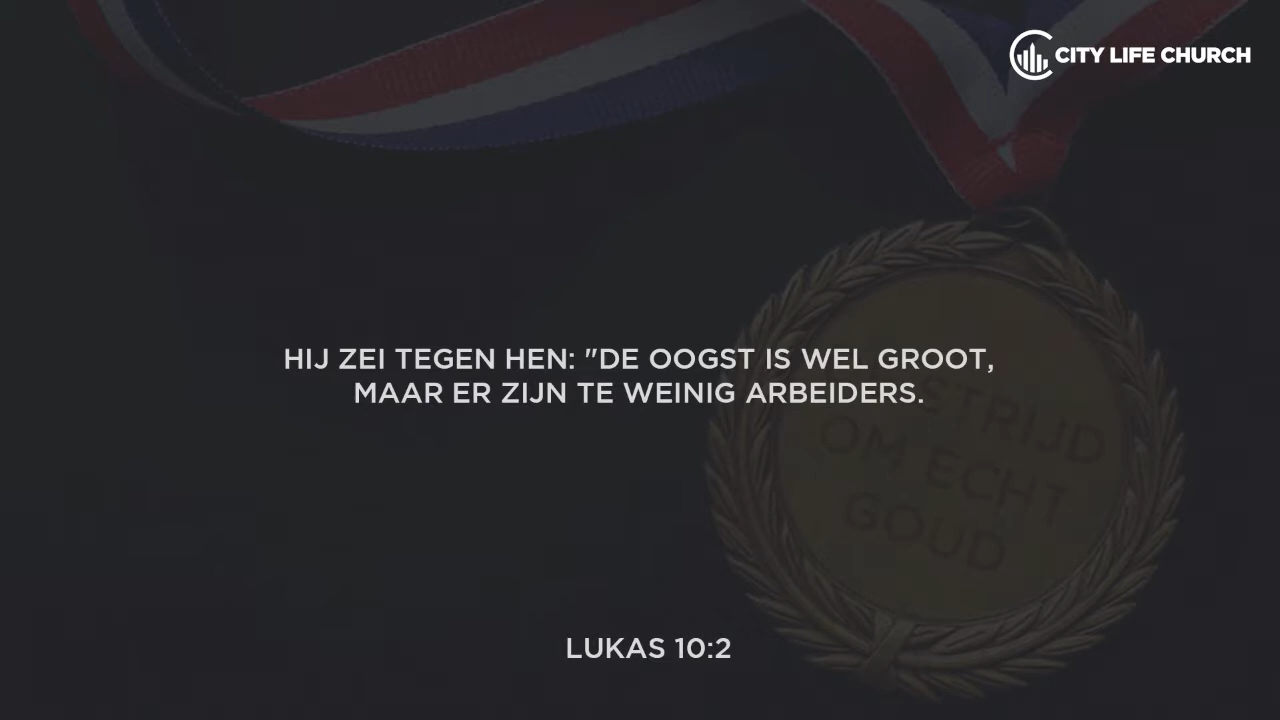 CITY LIFE CHURCH
HIJ ZEI TEGEN HEN: "DE OOGST IS WEL GROOT,
MAAR ER ZIJN TE WEINIG ARBEIDERS.
STRIJD
OM ECHT
GOUD
LUKAS 10:2